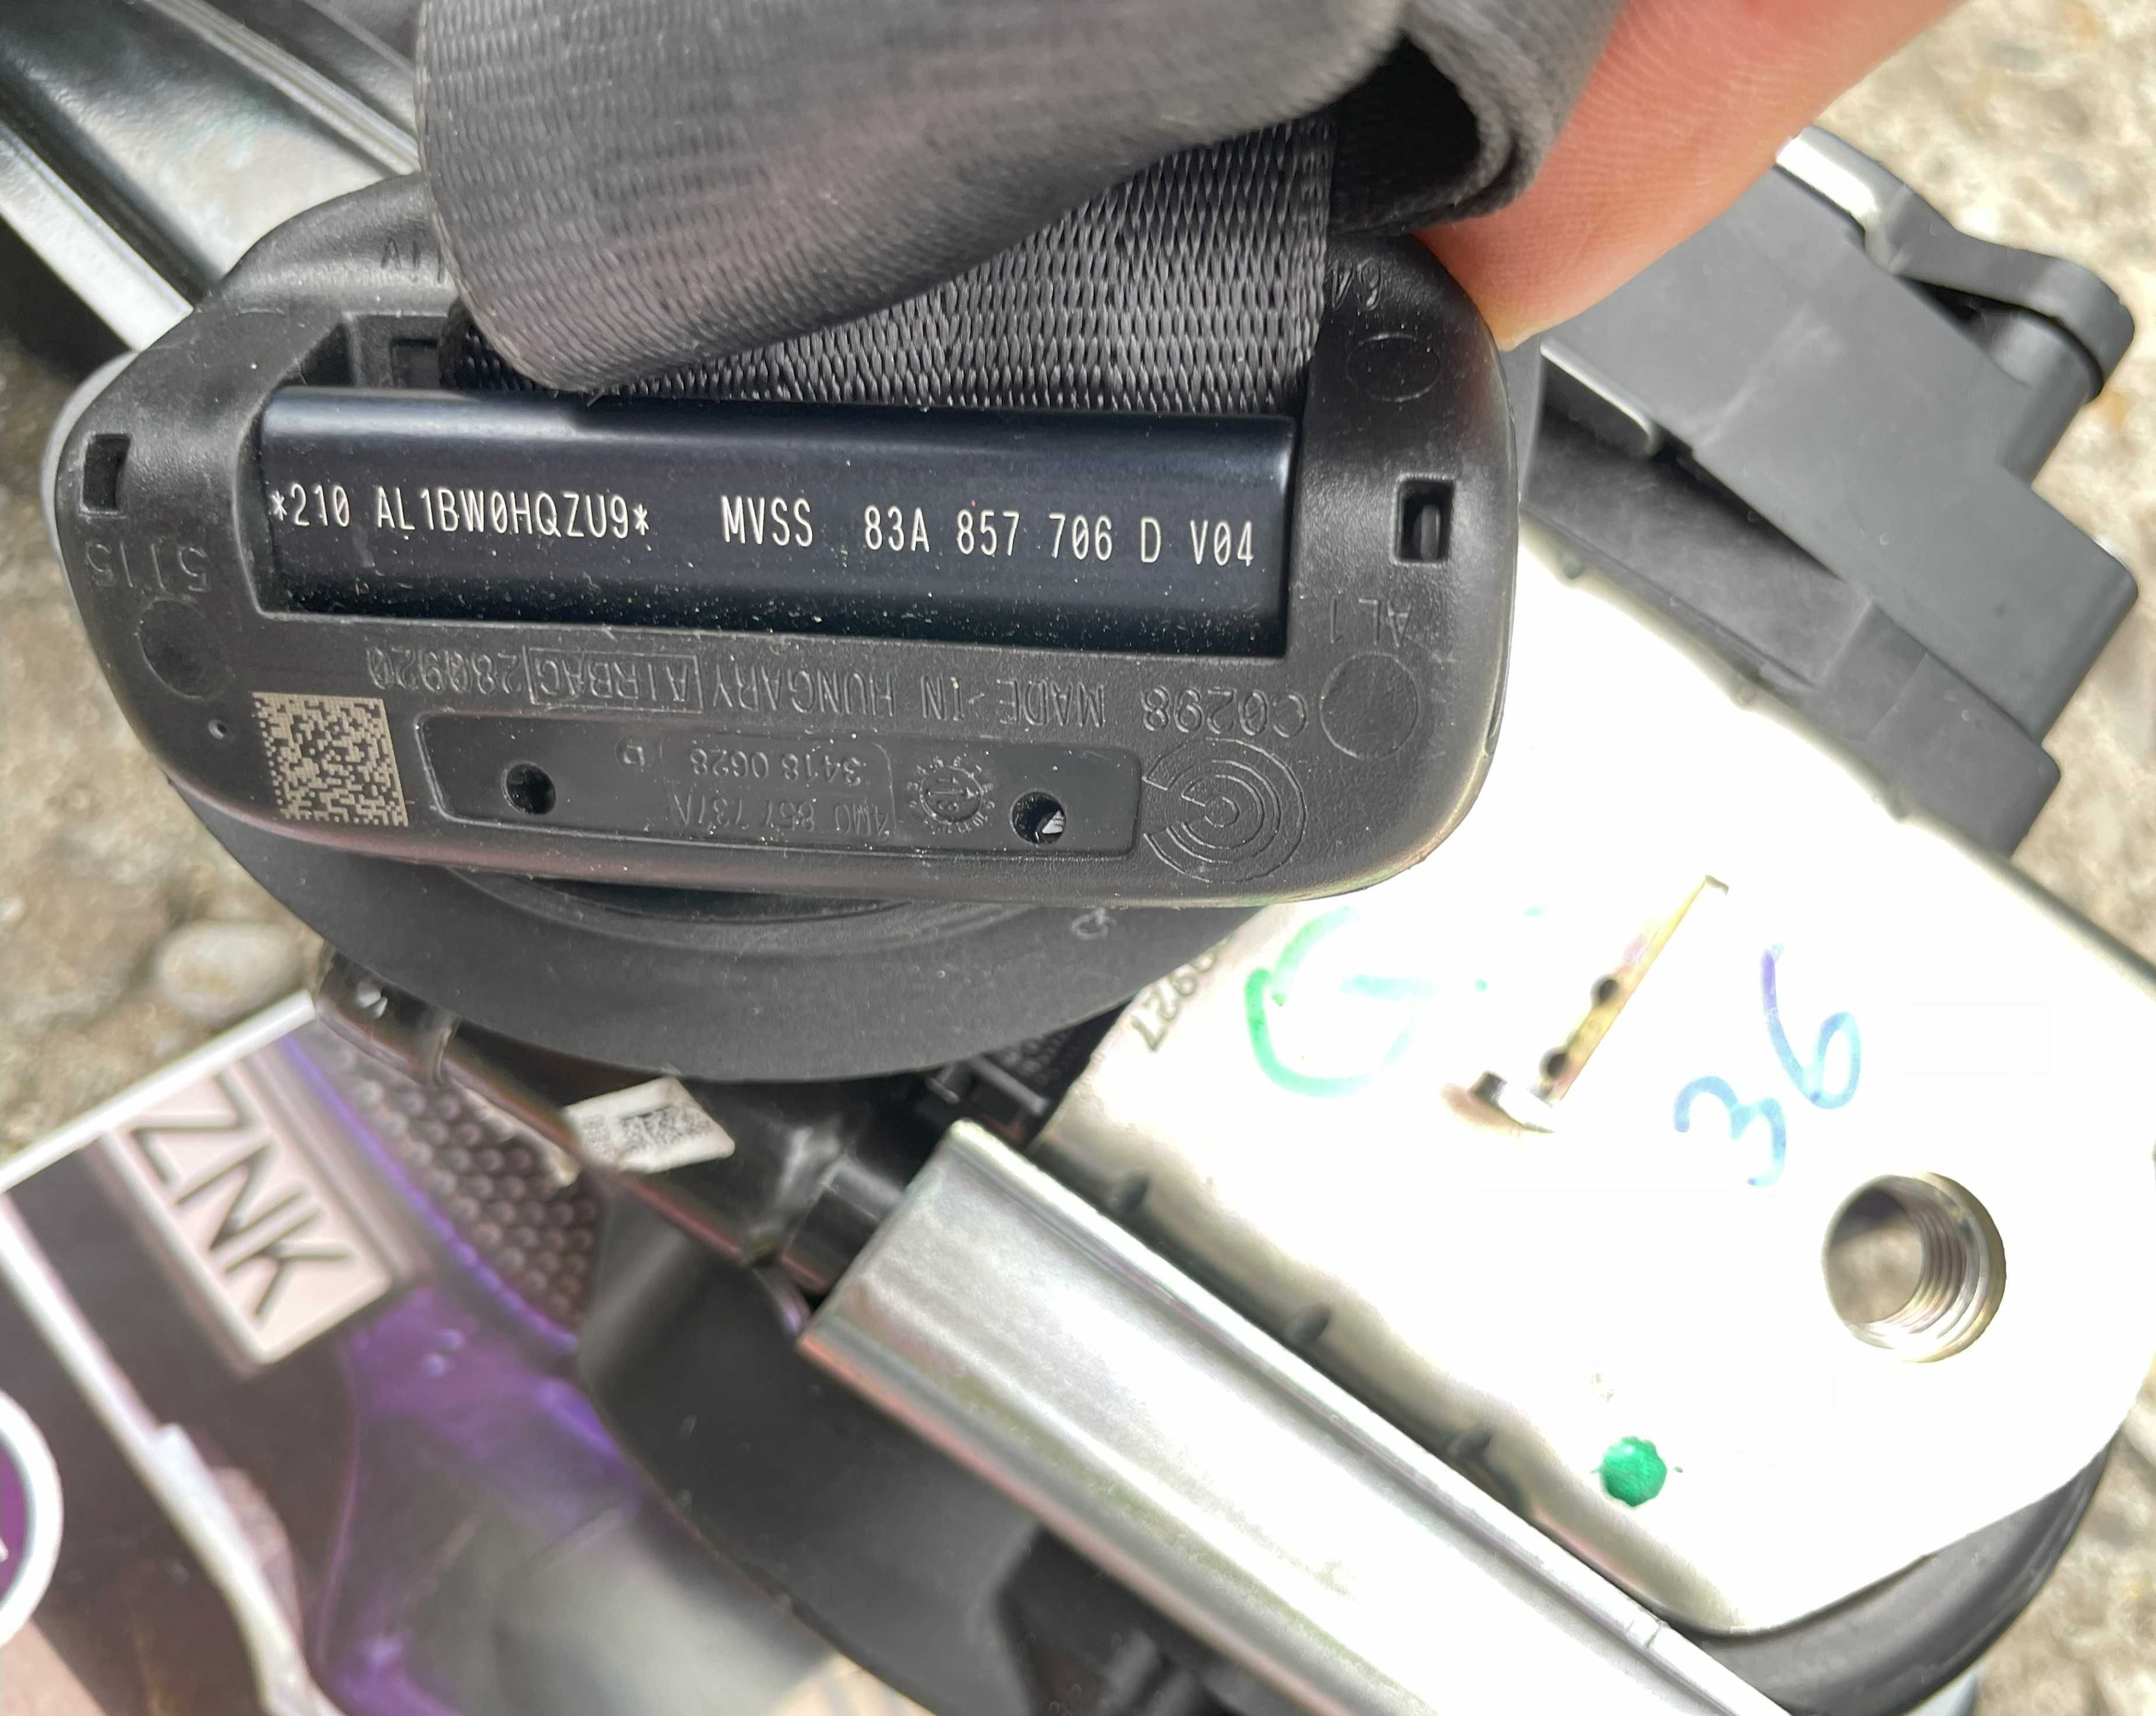 *210 AL1BW0HQZU9* MVSS 83A 857 706 D V04
5115
AL1
C0298 MADE IN HUNGARY AIRBAG 280920
3418 0628 D
4M0 857 737A
36
ZNK